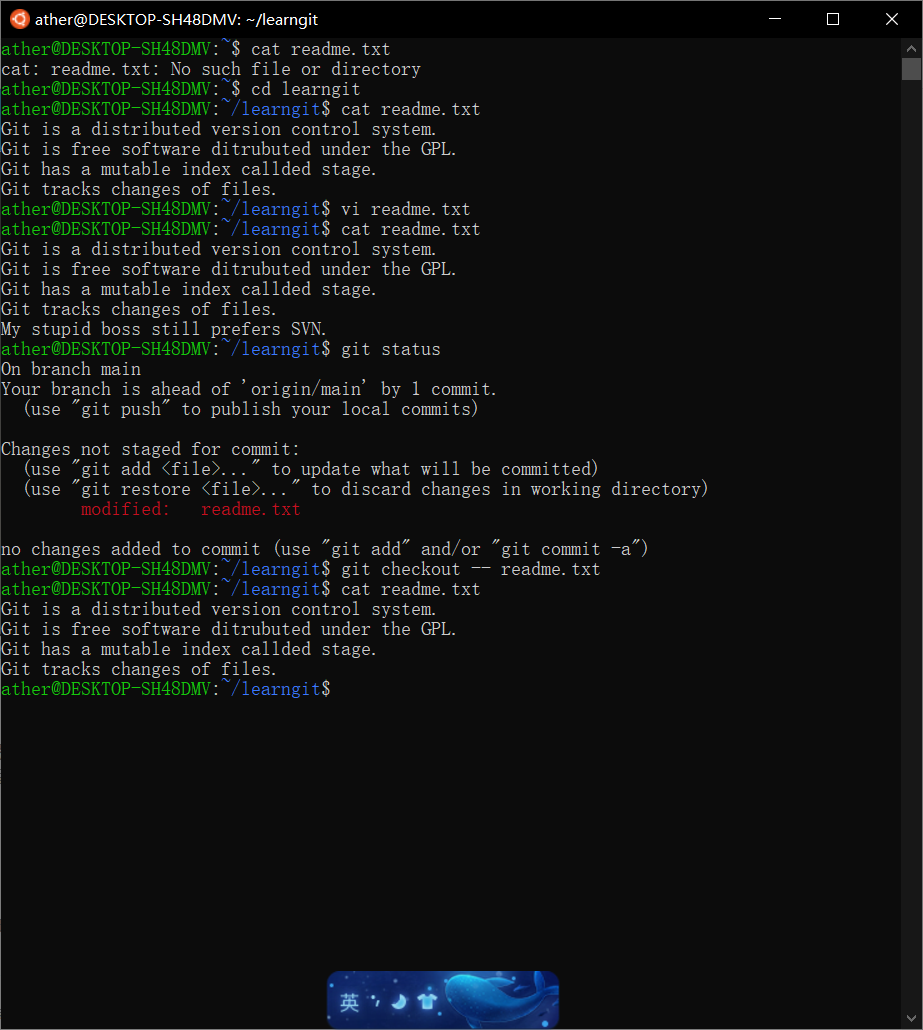 ather@DESKTOP-SH48DMV: ~/learngit
ather@DESKTOP-SH48DMV:~$ cat readme.txt
cat: readme.txt: No such file or directory
ather@DESKTOP-SH48DMV:~$ cd learngit
ather@DESKTOP-SH48DMV:~/learngit$ cat readme.txt
Git is a distributed version control system.
Git is free software ditrubuted under the GPL.
Git has a mutable index callded stage.
Git tracks changes of files.
ather@DESKTOP-SH48DMV:~/learngit$ vi readme.txt
ather@DESKTOP-SH48DMV:~/learngit$ cat readme.txt
Git is a distributed version control system.
Git is free software ditrubuted under the GPL.
Git has a mutable index callded stage.
Git tracks changes of files.
My stupid boss still prefers SVN.
ather@DESKTOP-SH48DMV:~/learngit$ git status
On branch main
Your branch is ahead of 'origin/main' by 1 commit.
  (use "git push" to publish your local commits)
Changes not staged for commit:
  (use "git add <file>..." to update what will be committed)
  (use "git restore <file>..." to discard changes in working directory)
        modified:   readme.txt
no changes added to commit (use "git add" and/or "git commit -a")
ather@DESKTOP-SH48DMV:~/learngit$ git checkout -- readme.txt
ather@DESKTOP-SH48DMV:~/learngit$ cat readme.txt
Git is a distributed version control system.
Git is free software ditrubuted under the GPL.
Git has a mutable index callded stage.
Git tracks changes of files.
ather@DESKTOP-SH48DMV:~/learngit$
英